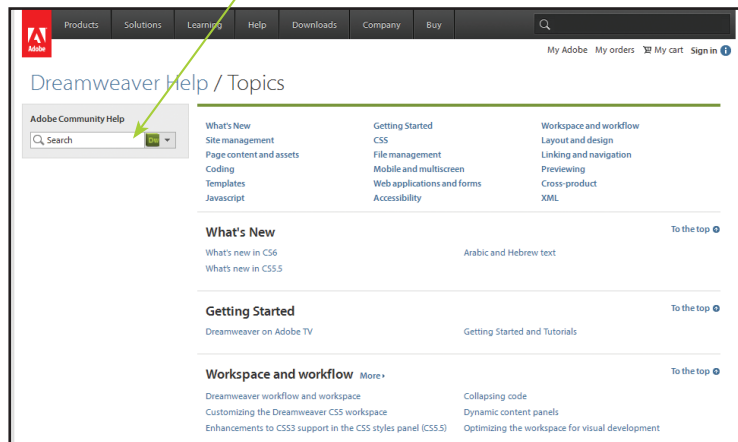 Products Solutions Learning Help Downloads Company Buy
Adobe
My Adobe My orders My cart Sign in
Dreamweaver Help / Topics
Adobe Community Help
Search Dw
What's New Getting Started Workspace and workflow
Site management CSS Layout and design
Page content and assets File management Linking and navigation
Coding Mobile and multiscreen Previewing
Templates Web applications and forms Cross-product
Javascript Accessibility XML
What's New To the top
What's new in CS6 Arabic and Hebrew text
What's new in CS5.5
Getting Started To the top
Dreamweaver on Adobe TV Getting Started and Tutorials
Workspace and workflow More To the top
Dreamweaver workflow and workspace Collapsing code
Customizing the Dreamweaver CS5 workspace Dynamic content panels
Enhancements to CSS3 support in the CSS styles panel (CS5.5) Optimizing the workspace for visual development